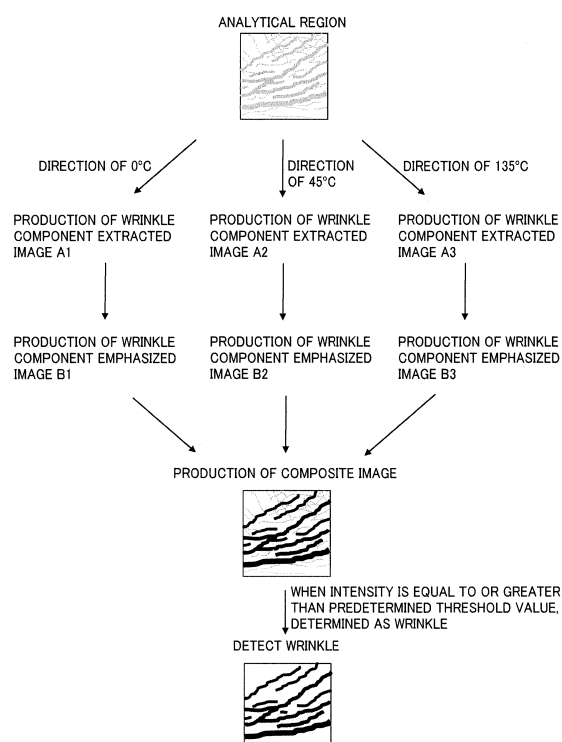 ANALYTICAL REGION
DIRECTION OF 0°C
DIRECTION
OF 45°C
DIRECTION OF 135°C
PRODUCTION OF WRINKLE
COMPONENT EXTRACTED
IMAGE A1
PRODUCTION OF WRINKLE
COMPONENT EXTRACTED
IMAGE A2
PRODUCTION OF WRINKLE
COMPONENT EXTRACTED
IMAGE A3
PRODUCTION OF WRINKLE
COMPONENT EMPHASIZED
IMAGE B1
PRODUCTION OF WRINKLE
COMPONENT EMPHASIZED
IMAGE B2
PRODUCTION OF WRINKLE
COMPONENT EMPHASIZED
IMAGE B3
PRODUCTION OF COMPOSITE IMAGE
WHEN INTENSITY IS EQUAL TO OR GREATER
THAN PREDETERMINED THRESHOLD VALUE,
DETERMINED AS WRINKLE
DETECT WRINKLE